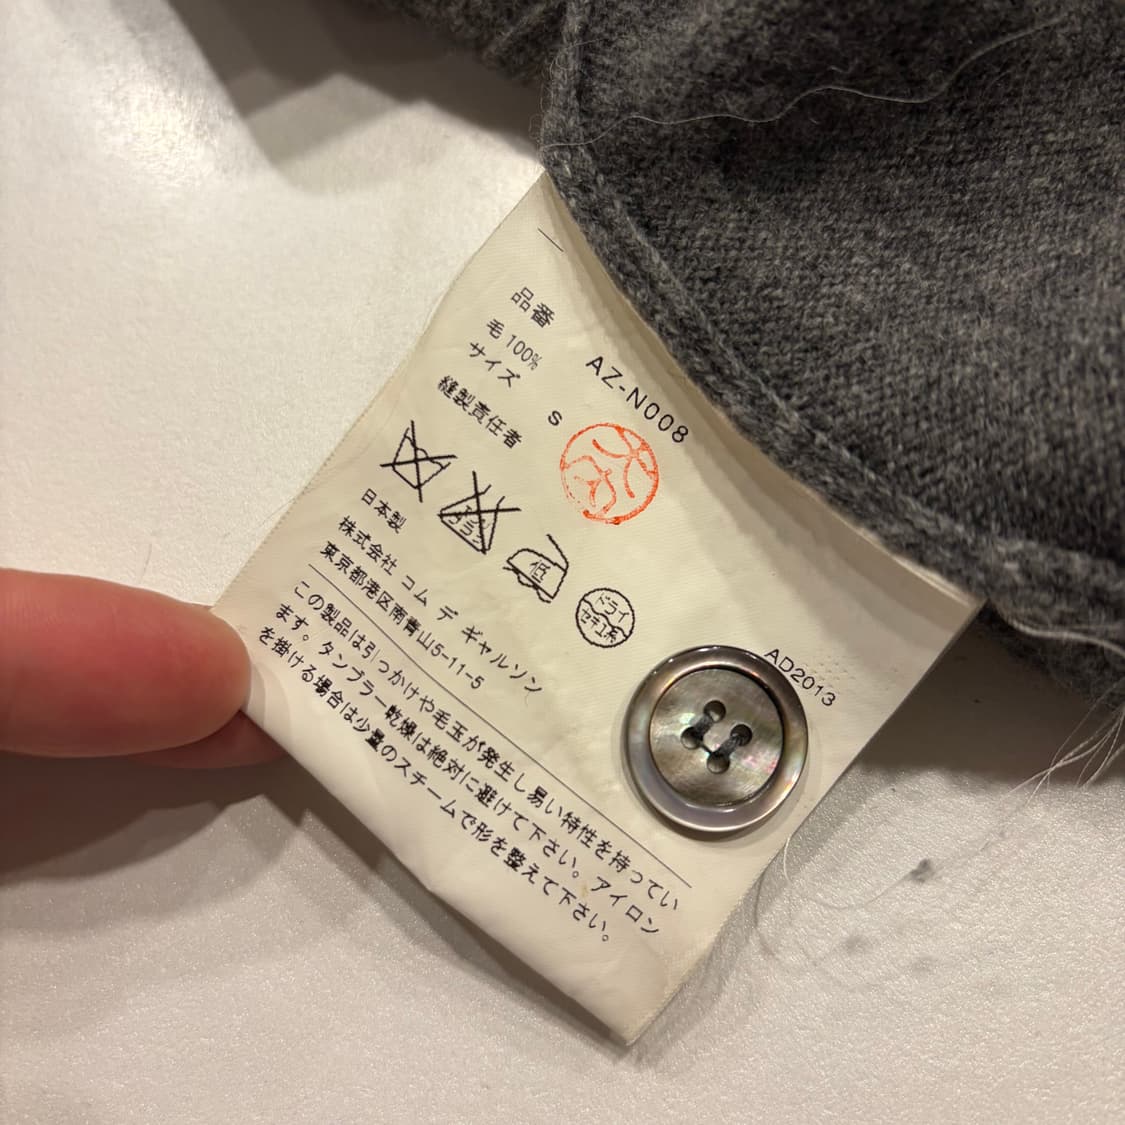 品番 AZ-N008
毛 100%
サイズ S
縫製責任者
低
ドライ
セキユ系
日本製
株式会社 コム デ ギャルソン
東京都港区南青山5-11-5
AD2013
この製品は引っかけや毛玉が発生し易い特性を持ってい
ます。タンブラー乾燥は絶対に避けて下さい。アイロン
を掛ける場合は少量のスチームで形を整えて下さい。